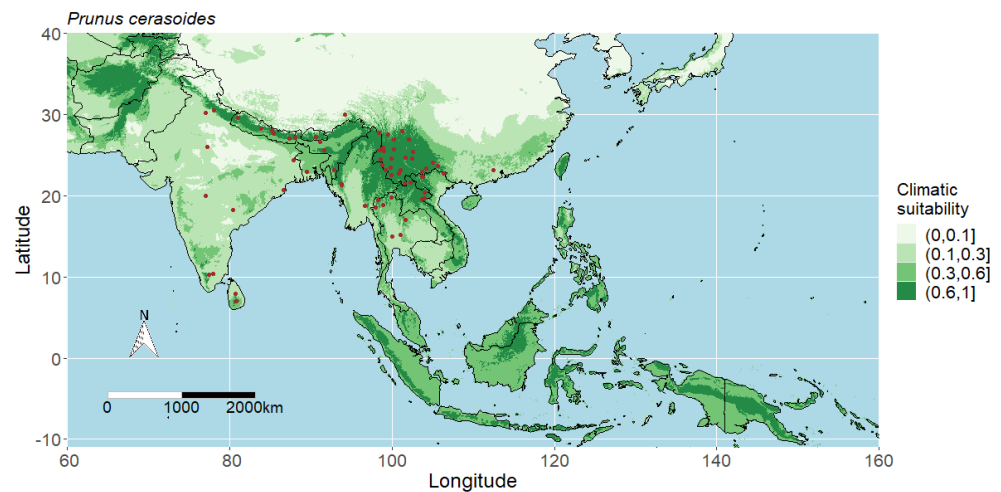 Prunus cerasoides
40
30
20
10
0
-10
Latitude
N
0 1000 2000km
60 80 100 120 140 160
Longitude
Climatic
suitability
(0,0.1]
(0.1,0.3]
(0.3,0.6]
(0.6,1]